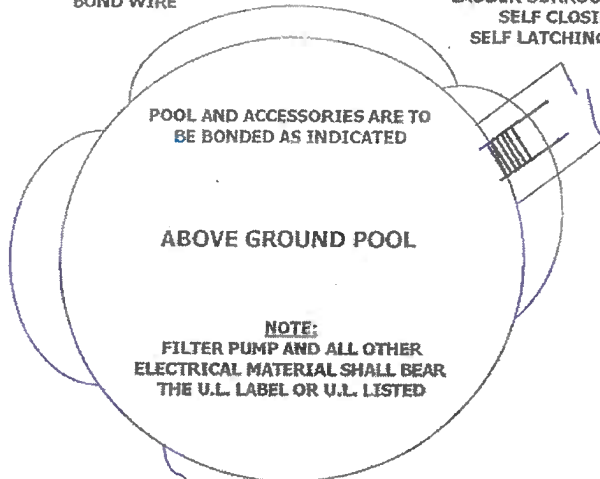 BOND WIRE
SELF CLOSI
SELF LATCHING
POOL AND ACCESSORIES ARE TO
BE BONDED AS INDICATED
ABOVE GROUND POOL
NOTE:
FILTER PUMP AND ALL OTHER
ELECTRICAL MATERIAL SHALL BEAR
THE U.L. LABEL OR U.L. LISTED